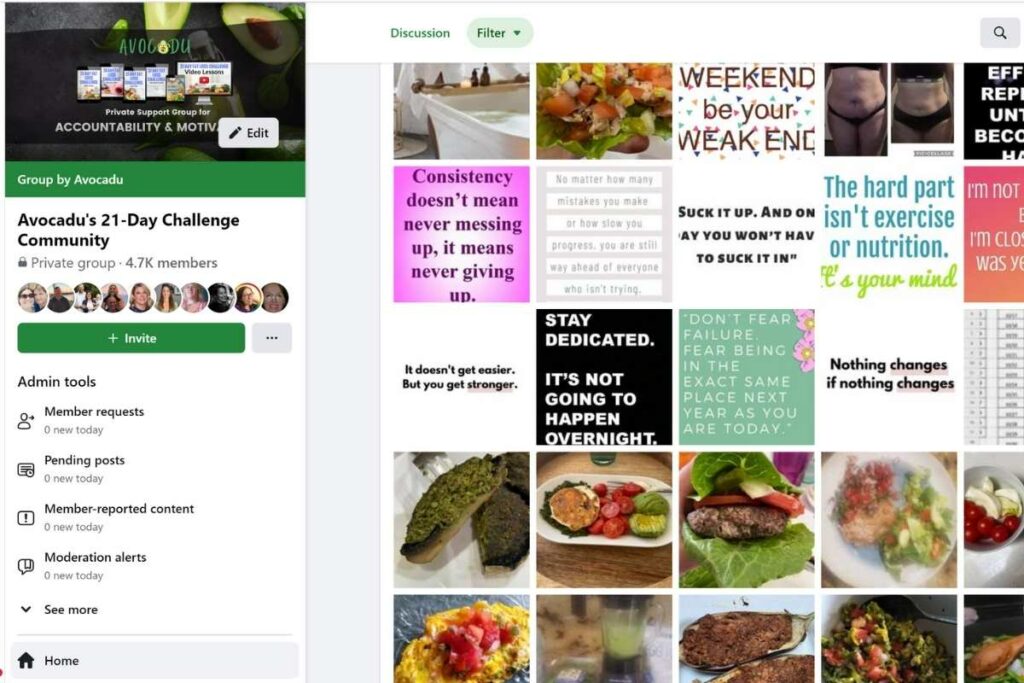 AVOCADU
Video Lessons
Private Support Group for
ACCOUNTABILITY & MOTIV
Edit
Group by Avocadu
Avocadu's 21-Day Challenge
Community
Private group · 4.7K members
+ Invite
...
Admin tools
Member requests
0 new today
Pending posts
0 new today
Member-reported content
0 new today
Moderation alerts
0 new today
See more
Home
Discussion
Filter
WEEKEND
be your
WEAK END
EFF
REP
UNT
BECO
HA
Consistency
doesn't mean
never messing
up, it means
never giving
up.
No matter how many
mistakes you make
or how slow you
progress, you are still
way ahead of everyone
who isn't trying.
SUCK IT UP. AND ON
AY YOU WON'T HAV
TO SUCK IT IN"
The hard part
isn't exercise
or nutrition.
It's your mind
I'M NOT
I'M CLOS
WAS YE
It doesn't get easier.
But you get stronger.
STAY
DEDICATED.
IT'S NOT
GOING TO
HAPPEN
OVERNIGHT.
"DON'T FEAR
FAILURE.
FEAR BEING
IN THE
EXACT SAME
PLACE NEXT
YEAR AS YOU
ARE TODAY."
Nothing changes
if nothing changes